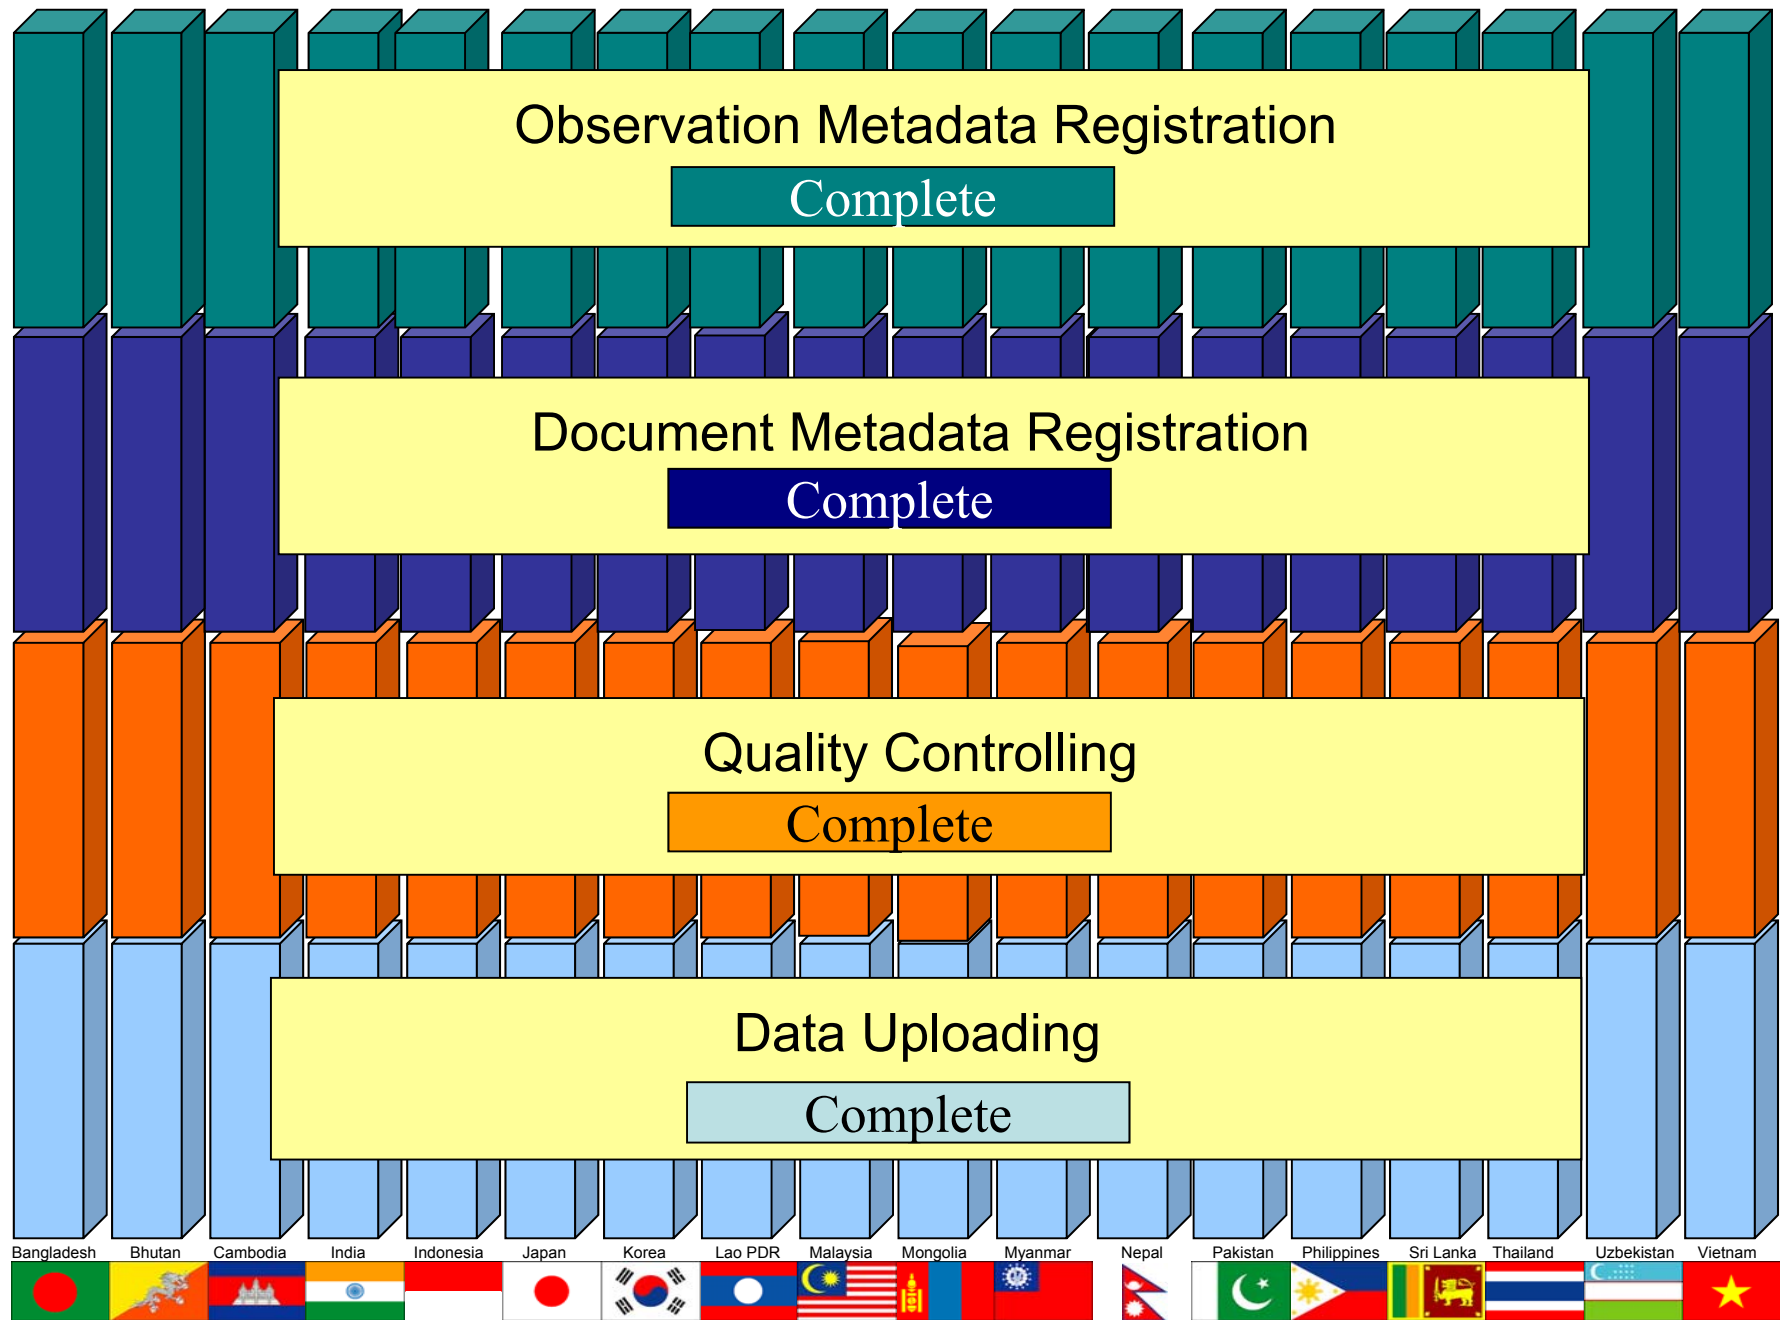 Observation Metadada Registration
Complete
Document Metadata Registration
Complete
Quality Controlling
Complete
Data Uploading
Complete
Bangladesh Bhutan Cambodia India Indonesia Japan Korea Lao PDR Malaysia Mongolia Myanmar Nepal Pakistan Philippines Sri Lanka Thailand Uzbekistan Vietnam